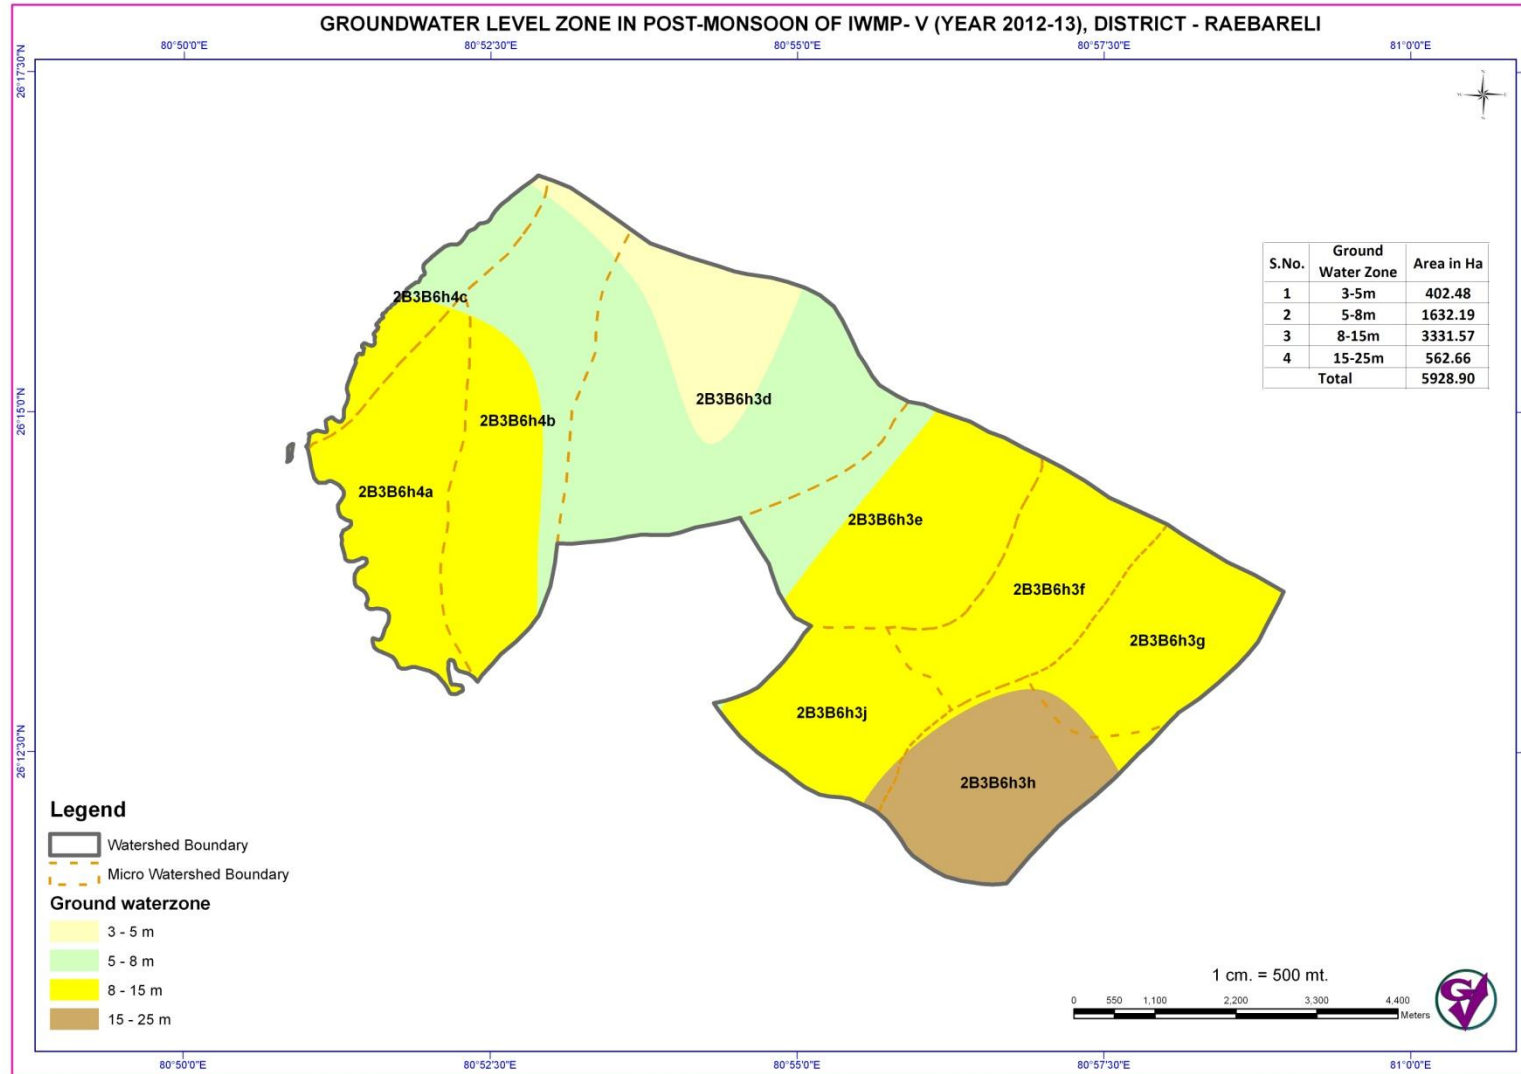 GROUNDWATER LEVEL ZONE IN POST-MONSOON OF IWMP- V (YEAR 2012-13), DISTRICT - RAEBARELI
80°50'0"E 80°52'30"E 80°55'0"E 80°57'30"E 81°0'0"E
26°17'30"N
26°17'30"N
S.No. Ground Water Zone Area in Ha
1 3-5m 402.48
2 5-8m 1632.19
3 8-15m 3331.57
4 15-25m 562.66
Total 5928.90
2B3B6h4c
2B3B6h3d
26°15'0"N
2B3B6h4b
2B3B6h4a
2B3B6h3e
2B3B6h3f
2B3B6h3g
2B3B6h3j
26°12'30"N
2B3B6h3h
Legend
Watershed Boundary
Micro Watershed Boundary
Ground waterzone
3 - 5 m
5 - 8 m
8 - 15 m
15 - 25 m
1 cm. = 500 mt.
0 550 1,100 2,200 3,300 4,400
Meters
GV
80°50'0"E 80°52'30"E 80°55'0"E 80°57'30"E 81°0'0"E